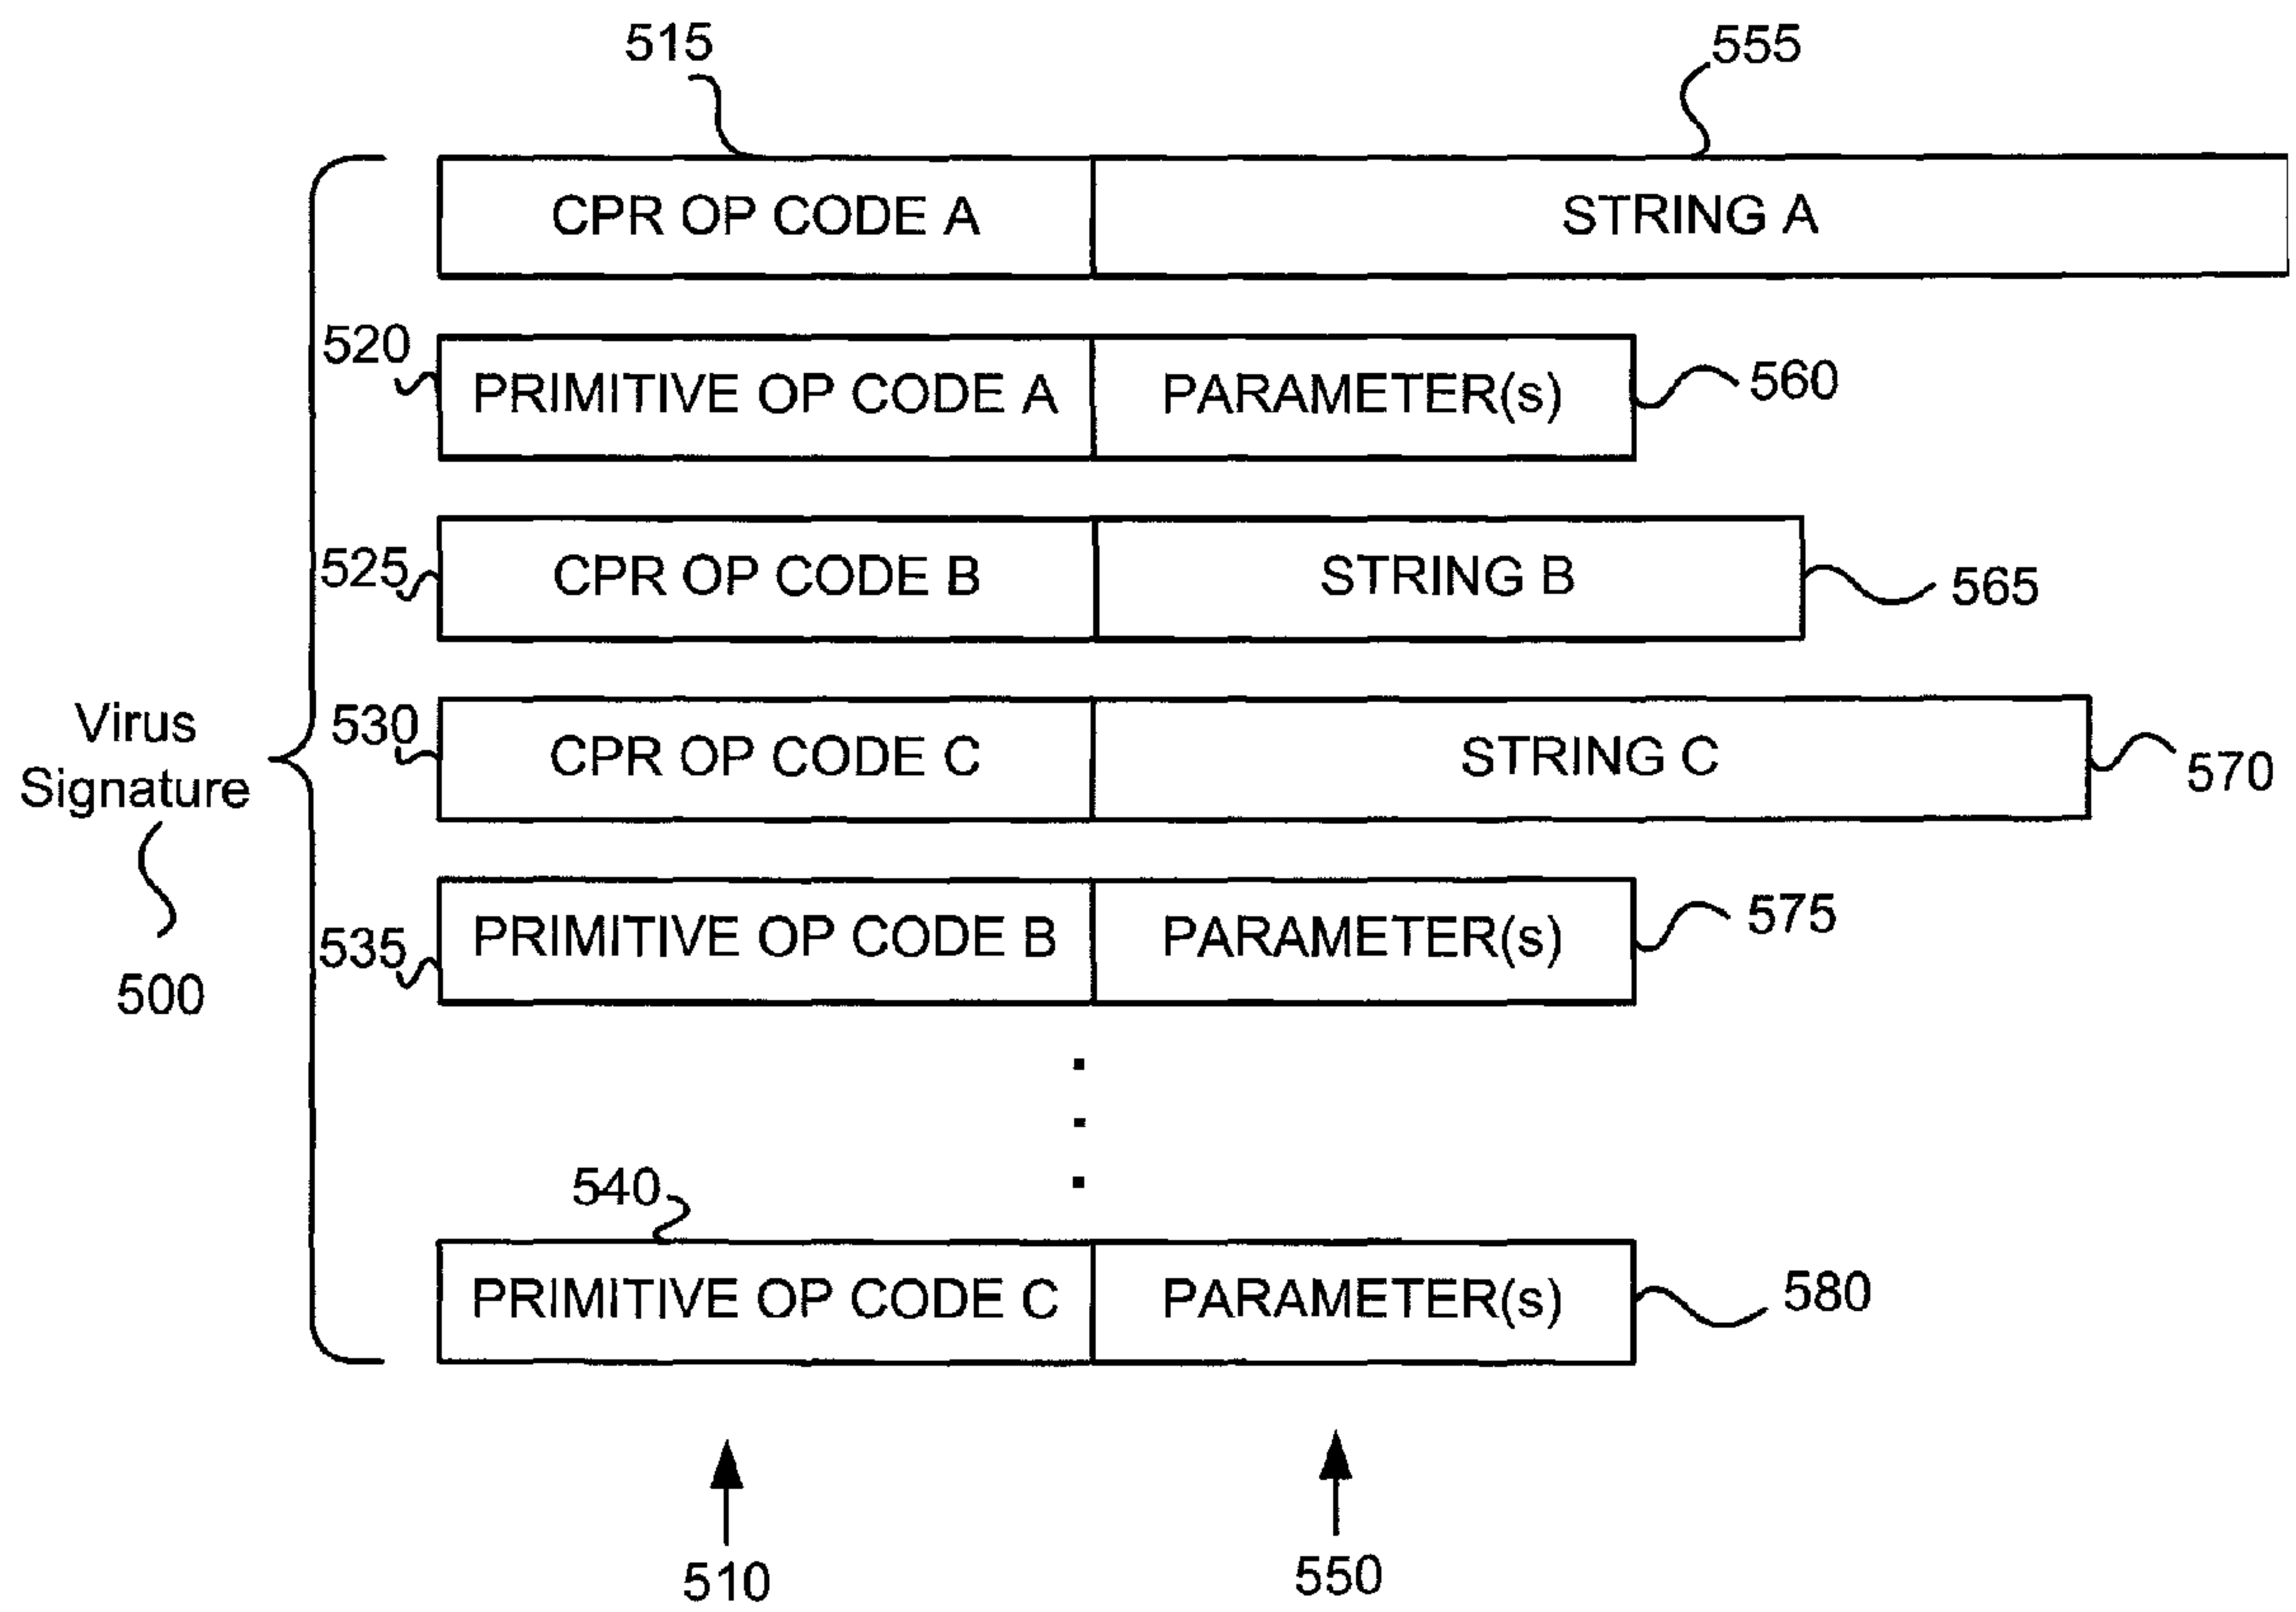 515
555
CPR OP CODE A
STRING A
520
PRIMITIVE OP CODE A
PARAMETER(s)
560
525
CPR OP CODE B
STRING B
565
Virus
Signature
500
530
CPR OP CODE C
STRING C
570
535
PRIMITIVE OP CODE B
PARAMETER(s)
575
540
PRIMITIVE OP CODE C
PARAMETER(s)
580
510
550